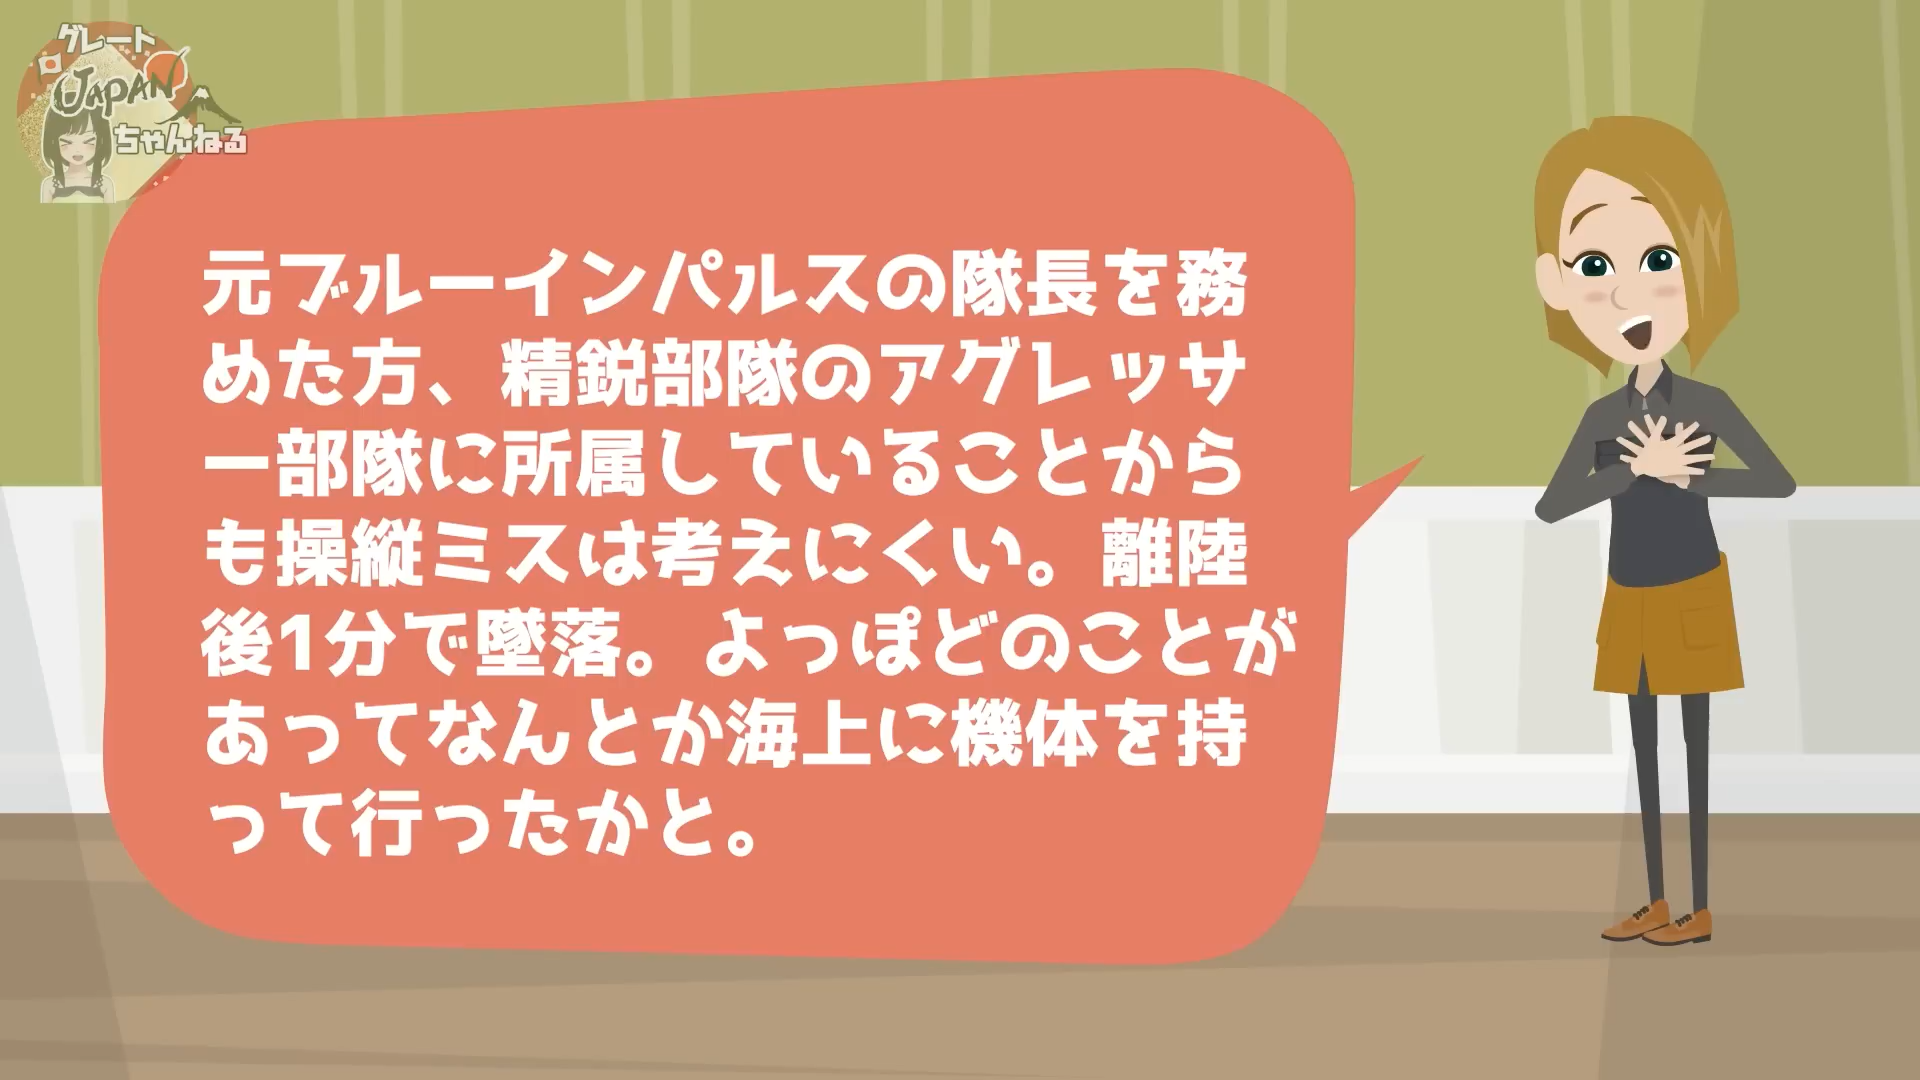 グレート
JAPAN
ちゃんねる
元ブルーインパルスの隊長を務
めた方、精鋭部隊のアグレッサ
ー部隊に所属していることから
も操縦ミスは考えにくい。離陸
後1分で墜落。よっぽどのことが
あってなんとか海上に機体を持
って行ったかと。